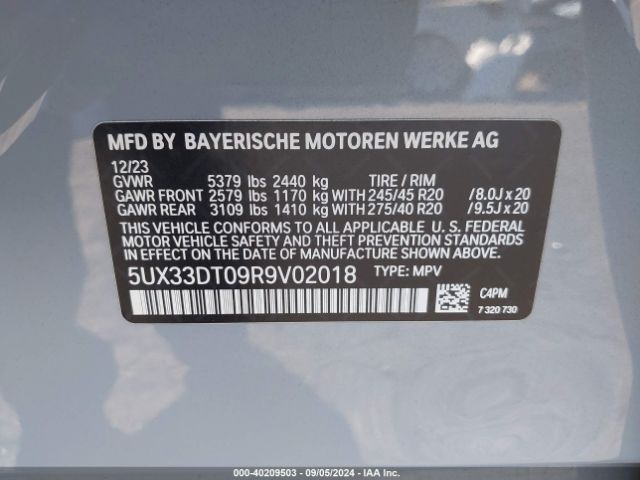 MFD BY BAYERISCHE MOTOREN WERKE AG
12/23
GVWR 5379 lbs 2440 kg TIRE / RIM
GAWR FRONT 2579 lbs 1170 kg WITH 245/45 R20 / 8.0J x 20
GAWR REAR 3109 lbs 1410 kg WITH 275/40 R20 / 9.5J x 20
THIS VEHICLE CONFORMS TO ALL APPLICABLE U. S. FEDERAL
MOTOR VEHICLE SAFETY AND THEFT PREVENTION
STANDARDS IN EFFECT ON THE DATE OF MANUFACTURE SHOWN ABOVE.
5UX33DT09R9V02018 TYPE: MPV
C4PM
7 320 730
000-40209503 - 09/05/2024 - IAA Inc.